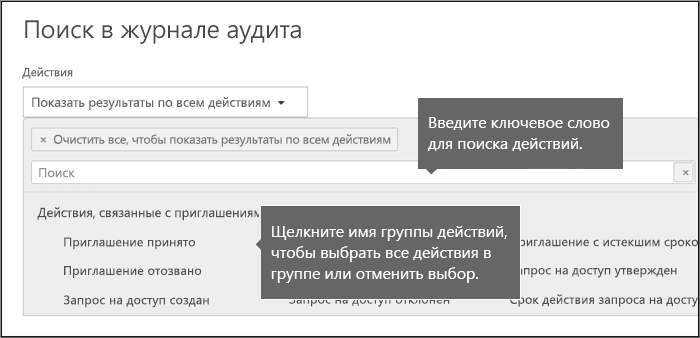 Поиск в журнале аудита
Действия
Показать результаты по всем действиям
Введите ключевое слово
для поиска действий.
× Очистить все, чтобы показать результаты по всем действиям
Поиск
×
Действия, связанные с приглашениям
Щелкните имя группы действий,
чтобы выбрать все действия в
группе или отменить выбор.
Приглашение принято
риглашение с истекшим сроко
Приглашение отозвано
апрос на доступ утвержден
Запрос на доступ создан
Запрос на доступ отклонен
Срок действия запроса на досту